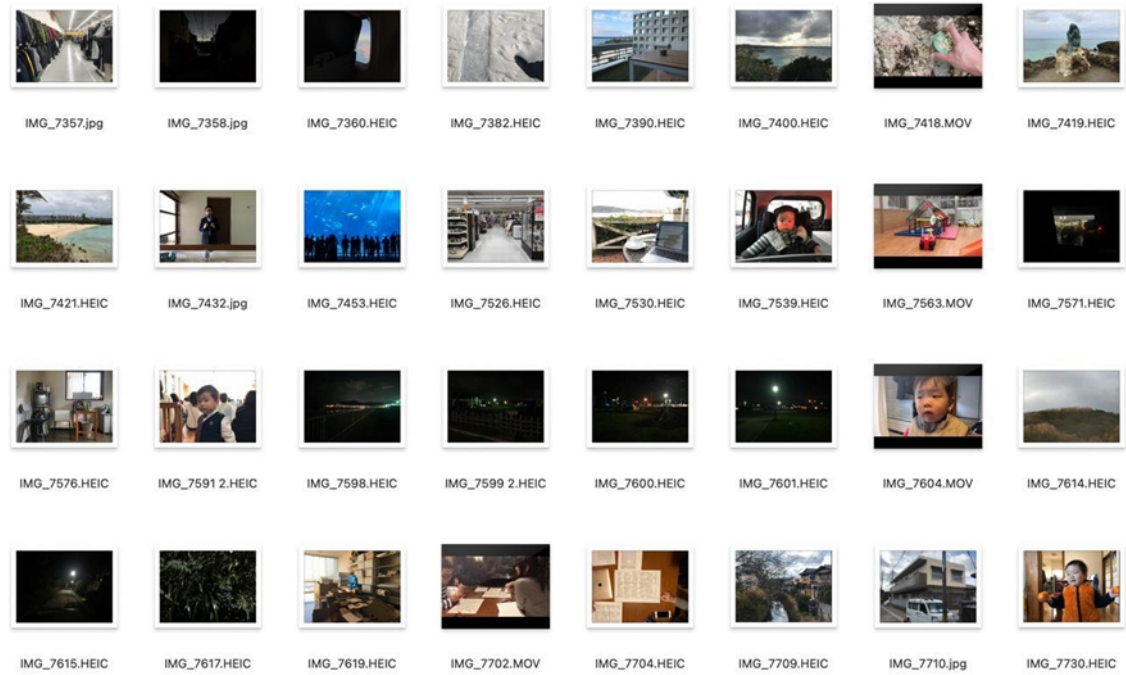 IMG_7357.jpg IMG_7358.jpg IMG_7360.HEIC IMG_7382.HEIC IMG_7390.HEIC IMG_7400.HEIC IMG_7418.MOV IMG_7419.HEIC
IMG_7421.HEIC IMG_7432.jpg IMG_7453.HEIC IMG_7526.HEIC IMG_7530.HEIC IMG_7539.HEIC IMG_7563.MOV IMG_7571.HEIC
IMG_7576.HEIC IMG_7591 2.HEIC IMG_7598.HEIC IMG_7599 2.HEIC IMG_7600.HEIC IMG_7601.HEIC IMG_7604.MOV IMG_7614.HEIC
IMG_7615.HEIC IMG_7617.HEIC IMG_7619.HEIC IMG_7702.MOV IMG_7704.HEIC IMG_7709.HEIC IMG_7710.jpg IMG_7730.HEIC